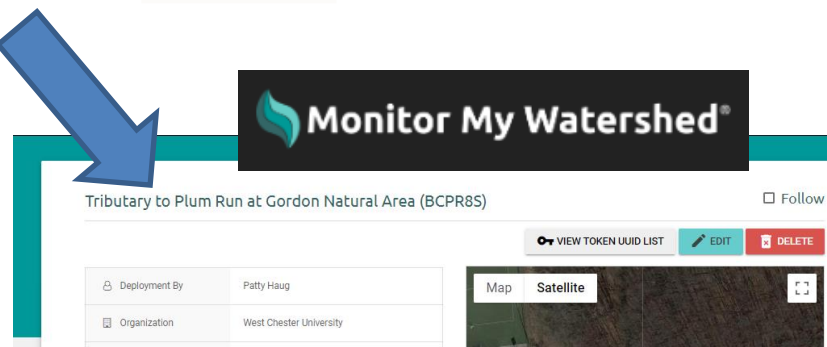 Monitor My Watershed®
Tributary to Plum Run at Gordon Natural Area (BCPR8S)
Follow
VIEW TOKEN UUID LIST
EDIT
DELETE
Deployment By
Patty Haug
Map
Satellite
Organization
West Chester University